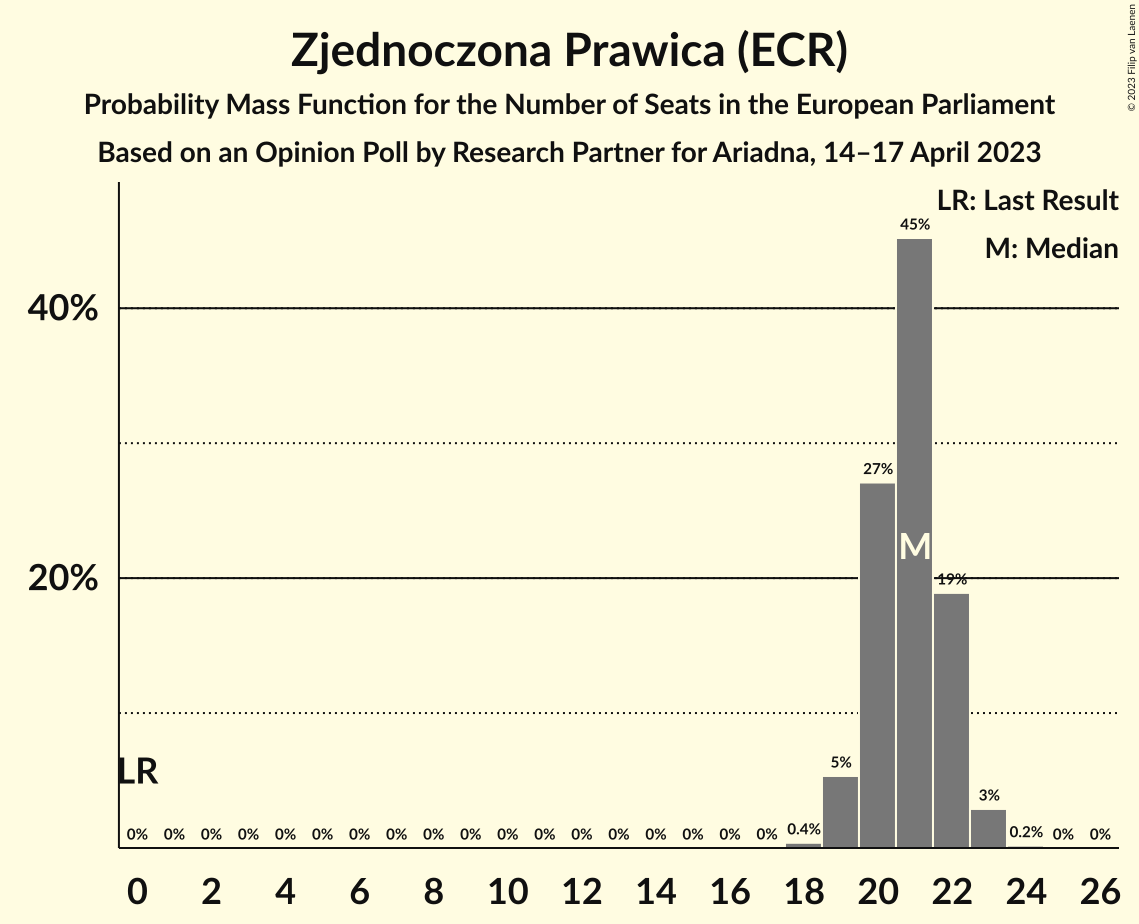 Zjednoczona Prawica (ECR)
Probability Mass Function for the Number of Seats in the European Parliament
Based on an Opinion Poll by Research Partner for Ariadna, 14–17 April 2023
© 2023 Filip van Laenen
LR: Last Result
M: Median
45%
40%
27%
M
20%
19%
LR
5%
3%
0% 0% 0% 0% 0% 0% 0% 0% 0% 0% 0% 0% 0% 0% 0% 0% 0% 0% 0.4% 0.2% 0% 0%
0 2 4 6 8 10 12 14 16 18 20 22 24 26